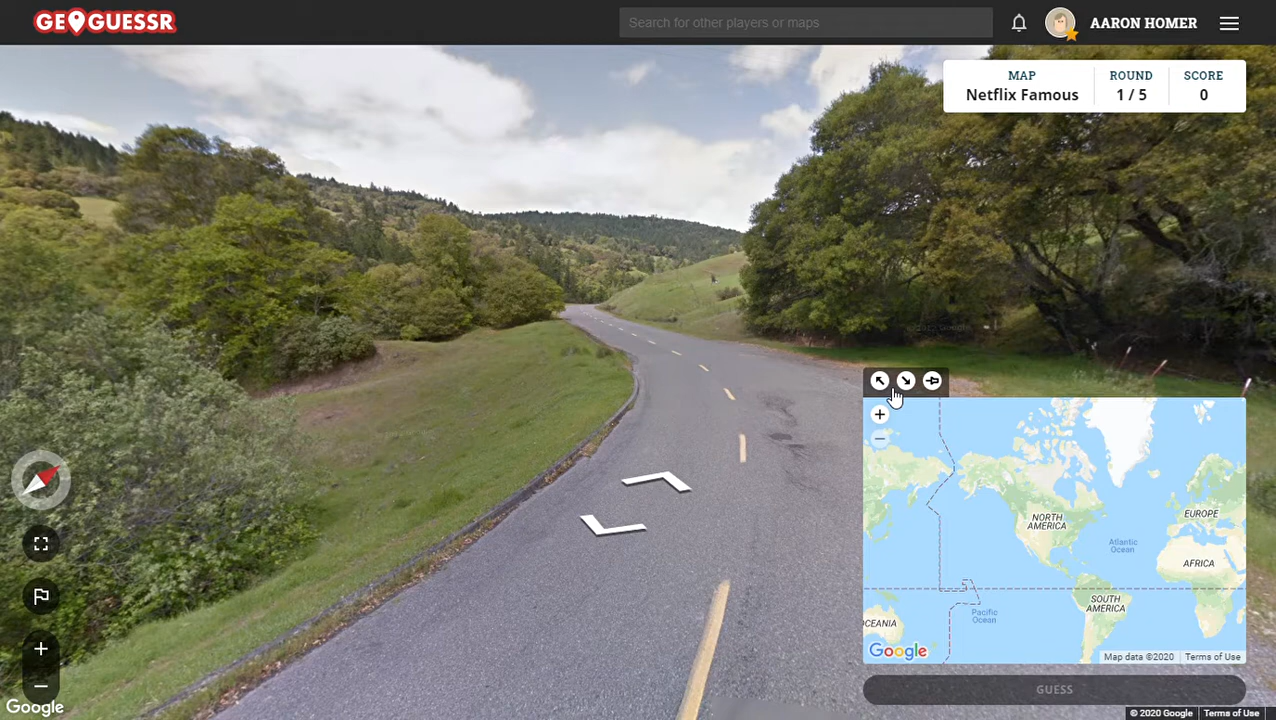 GEOGUESSR
Search for other players or maps
AARON HOMER
MAP
Netflix Famous
ROUND
1 / 5
SCORE
0
+
−
NORTH
AMERICA
EUROPE
Atlantic
Ocean
AFRICA
SOUTH
AMERICA
Pacific
Ocean
CEANIA
Google
Map data ©2020
Terms of Use
GUESS
+
−
Google
© 2020 Google
Terms of Use